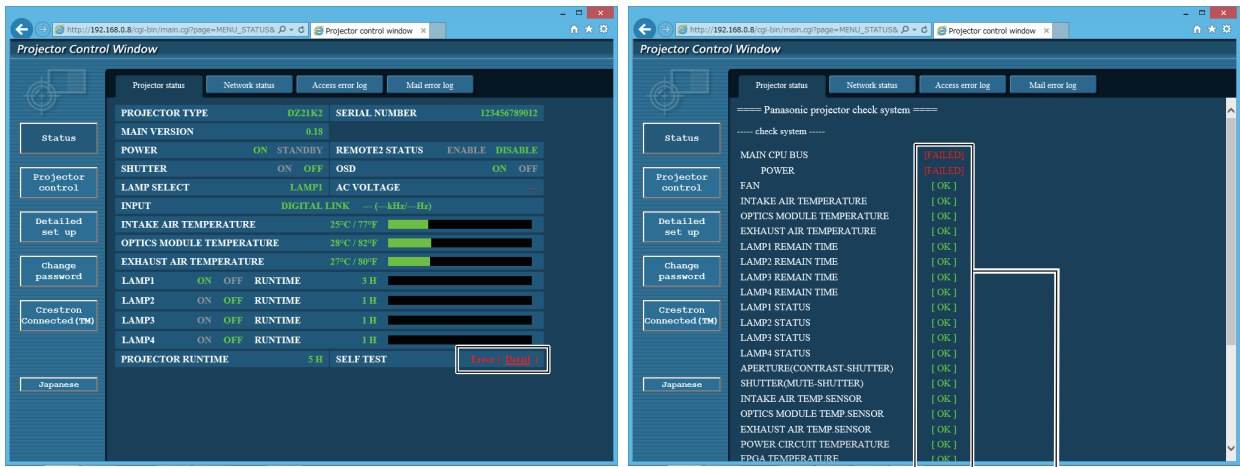 http://192.168.0.8/cgi-bin/main.cgi?page=MENU_STATUS&
Projector control window ×
Projector Control Window
Projector status Network status Access error log Mail error log
Status
Projector control
Detailed set up
Change password
Crestron Connected(TM)
Japanese
PROJECTOR TYPE DZ21K2 SERIAL NUMBER 123456789012
MAIN VERSION 0.18
POWER ON STANDBY REMOTE2 STATUS ENABLE DISABLE
SHUTTER ON OFF OSD ON OFF
LAMP SELECT LAMP1 AC VOLTAGE ---
INPUT DIGITAL LINK --- (---kHz/---Hz)
INTAKE AIR TEMPERATURE 25°C / 77°F
OPTICS MODULE TEMPERATURE 28°C / 82°F
EXHAUST AIR TEMPERATURE 27°C / 80°F
LAMP1 ON OFF RUNTIME 3 H
LAMP2 ON OFF RUNTIME 1 H
LAMP3 ON OFF RUNTIME 1 H
LAMP4 ON OFF RUNTIME 1 H
PROJECTOR RUNTIME 5 H SELF TEST Error ( Detail )
http://192.168.0.8/cgi-bin/main.cgi?page=MENU_STATUS&
Projector control window ×
Projector Control Window
Projector status Network status Access error log Mail error log
Status
Projector control
Detailed set up
Change password
Crestron Connected(TM)
Japanese
==== Panasonic projector check system ====
----- check system -----
MAIN CPU BUS [FAILED]
POWER [FAILED]
FAN [ OK ]
INTAKE AIR TEMPERATURE [ OK ]
OPTICS MODULE TEMPERATURE [ OK ]
EXHAUST AIR TEMPERATURE [ OK ]
LAMP1 REMAIN TIME [ OK ]
LAMP2 REMAIN TIME [ OK ]
LAMP3 REMAIN TIME [ OK ]
LAMP4 REMAIN TIME [ OK ]
LAMP1 STATUS [ OK ]
LAMP2 STATUS [ OK ]
LAMP3 STATUS [ OK ]
LAMP4 STATUS [ OK ]
APERTURE(CONTRAST-SHUTTER) [ OK ]
SHUTTER(MUTE-SHUTTER) [ OK ]
INTAKE AIR TEMP.SENSOR [ OK ]
OPTICS MODULE TEMP.SENSOR [ OK ]
EXHAUST AIR TEMP.SENSOR [ OK ]
POWER CIRCUIT TEMPERATURE [ OK ]
FPGA TEMPERATURE [ OK ]